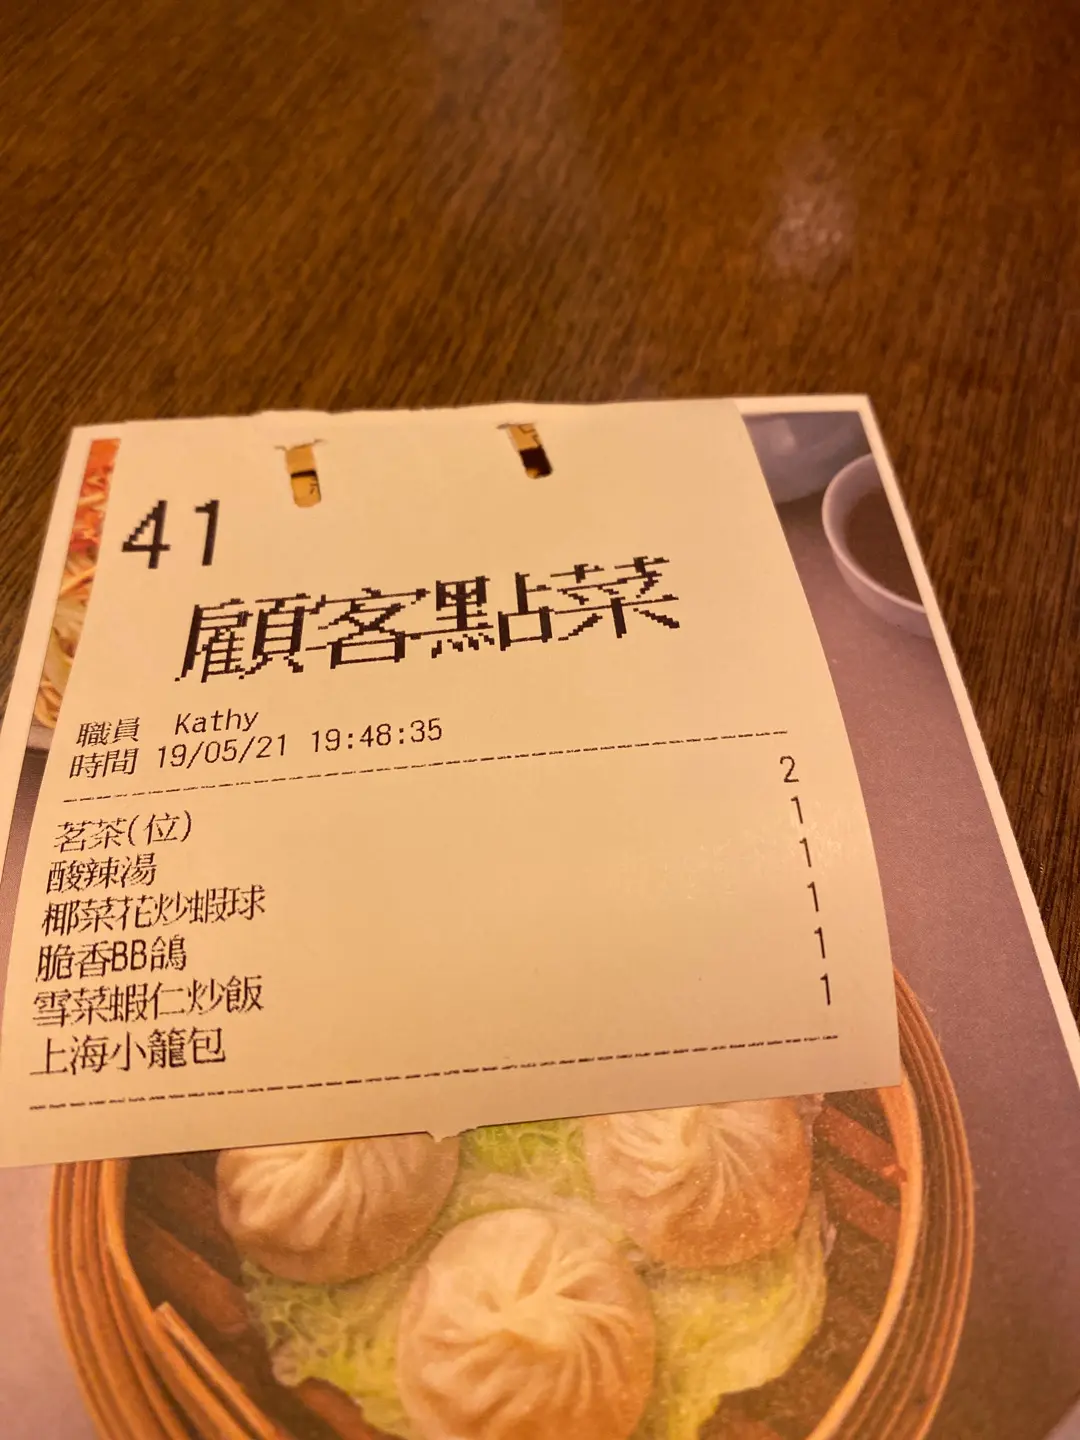 41
顧客點菜
職員 Kathy
時間 19/05/21 19:48:35
茗茶(位) 2
酸辣湯 1
椰菜花炒蝦球 1
脆香BB鴿 1
雪菜蝦仁炒飯 1
上海小籠包 1